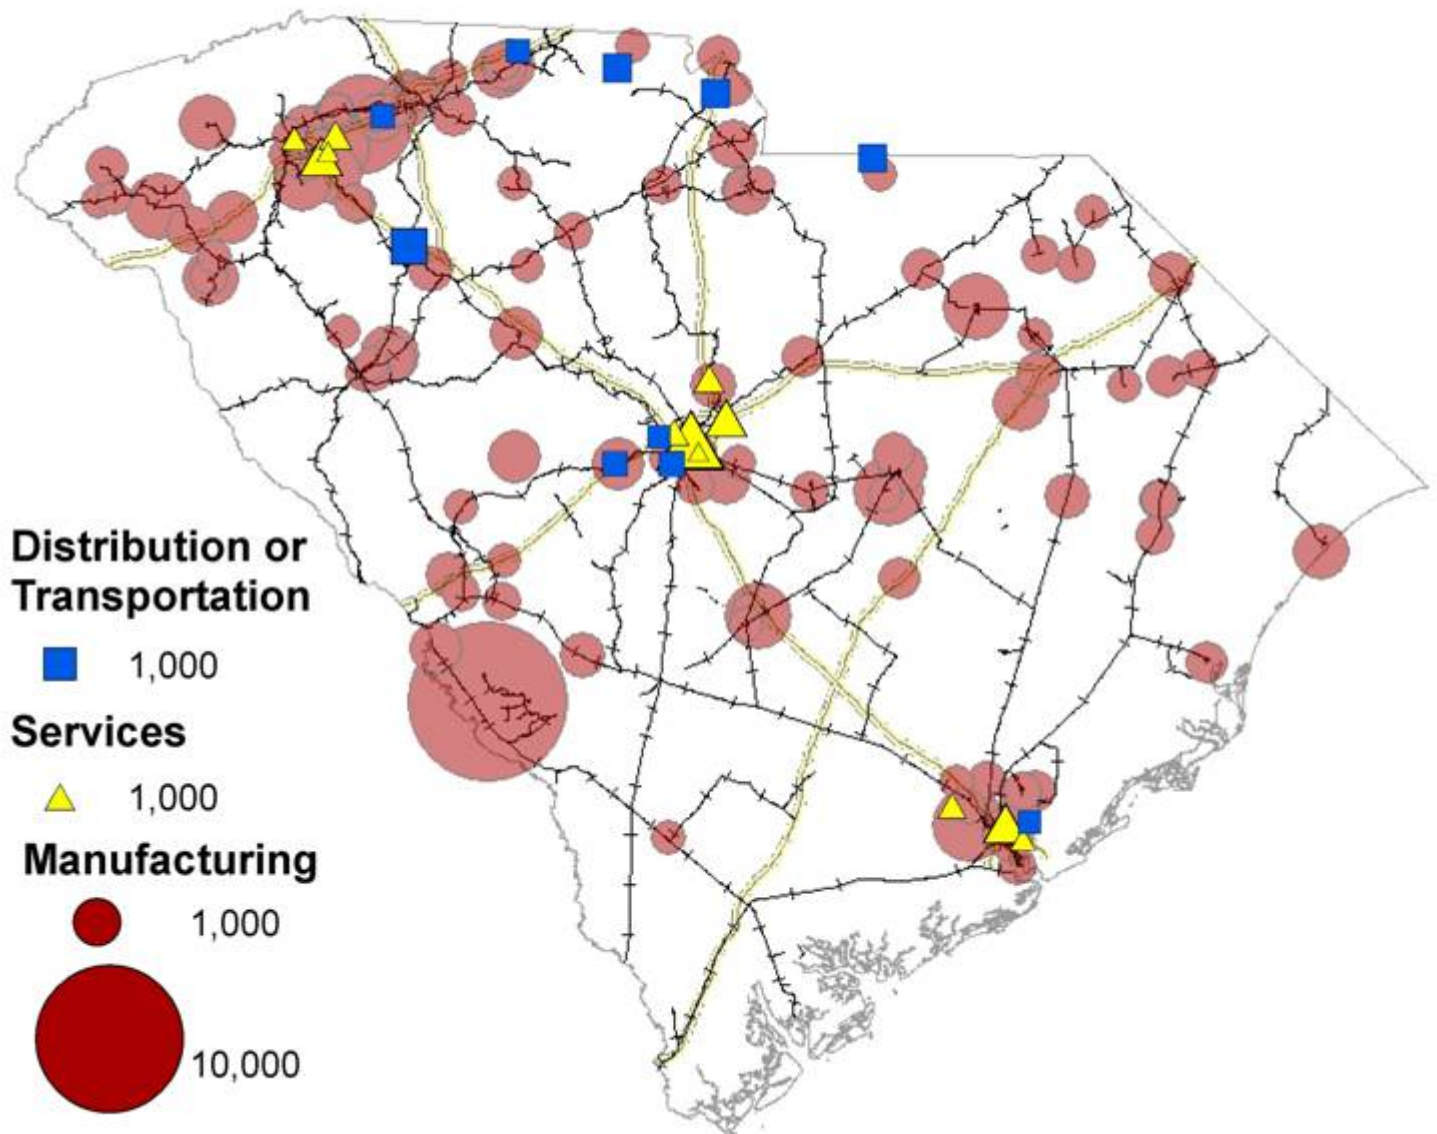 Distribution or
Transportation
1,000
Services
1,000
Manufacturing
1,000
10,000